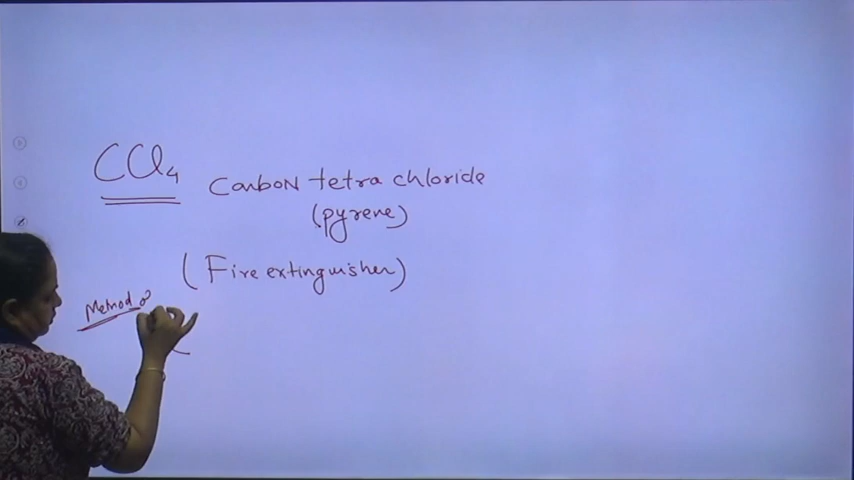 CCl4
Carbon tetra chloride
(pyrene)
(Fire extinguisher)
Method of